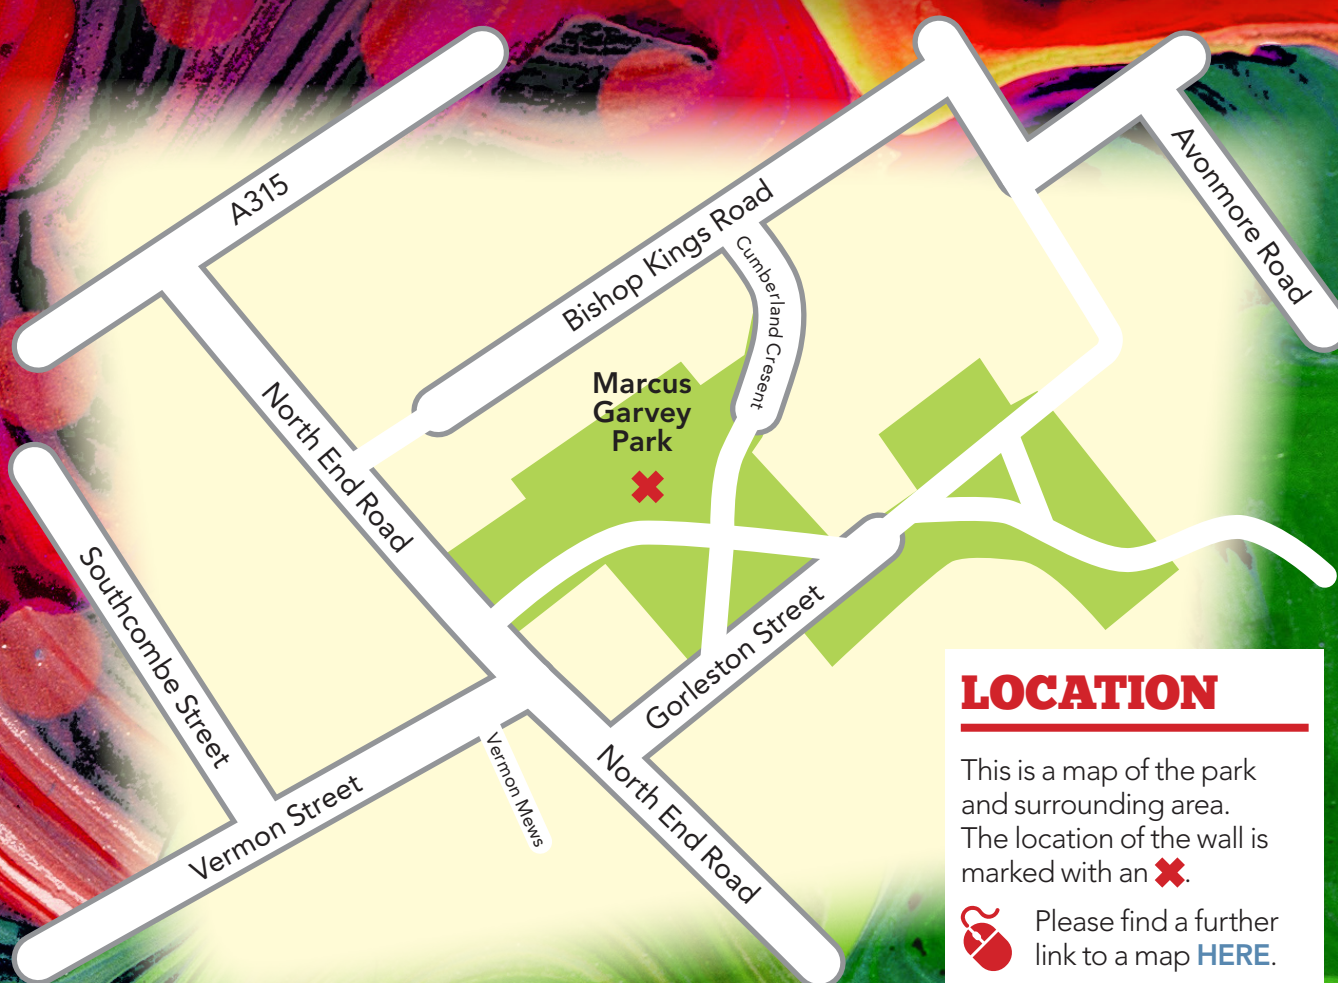 A315
Bishop Kings Road
Avonmore Road
Cumberland Cresent
Marcus
Garvey
Park
North End Road
Southcombe Street
Gorleston Street
Vermon Street
Vermon Mews
North End Road
LOCATION
This is a map of the park
and surrounding area.
The location of the wall is
marked with an ✖.
Please find a further
link to a map HERE.